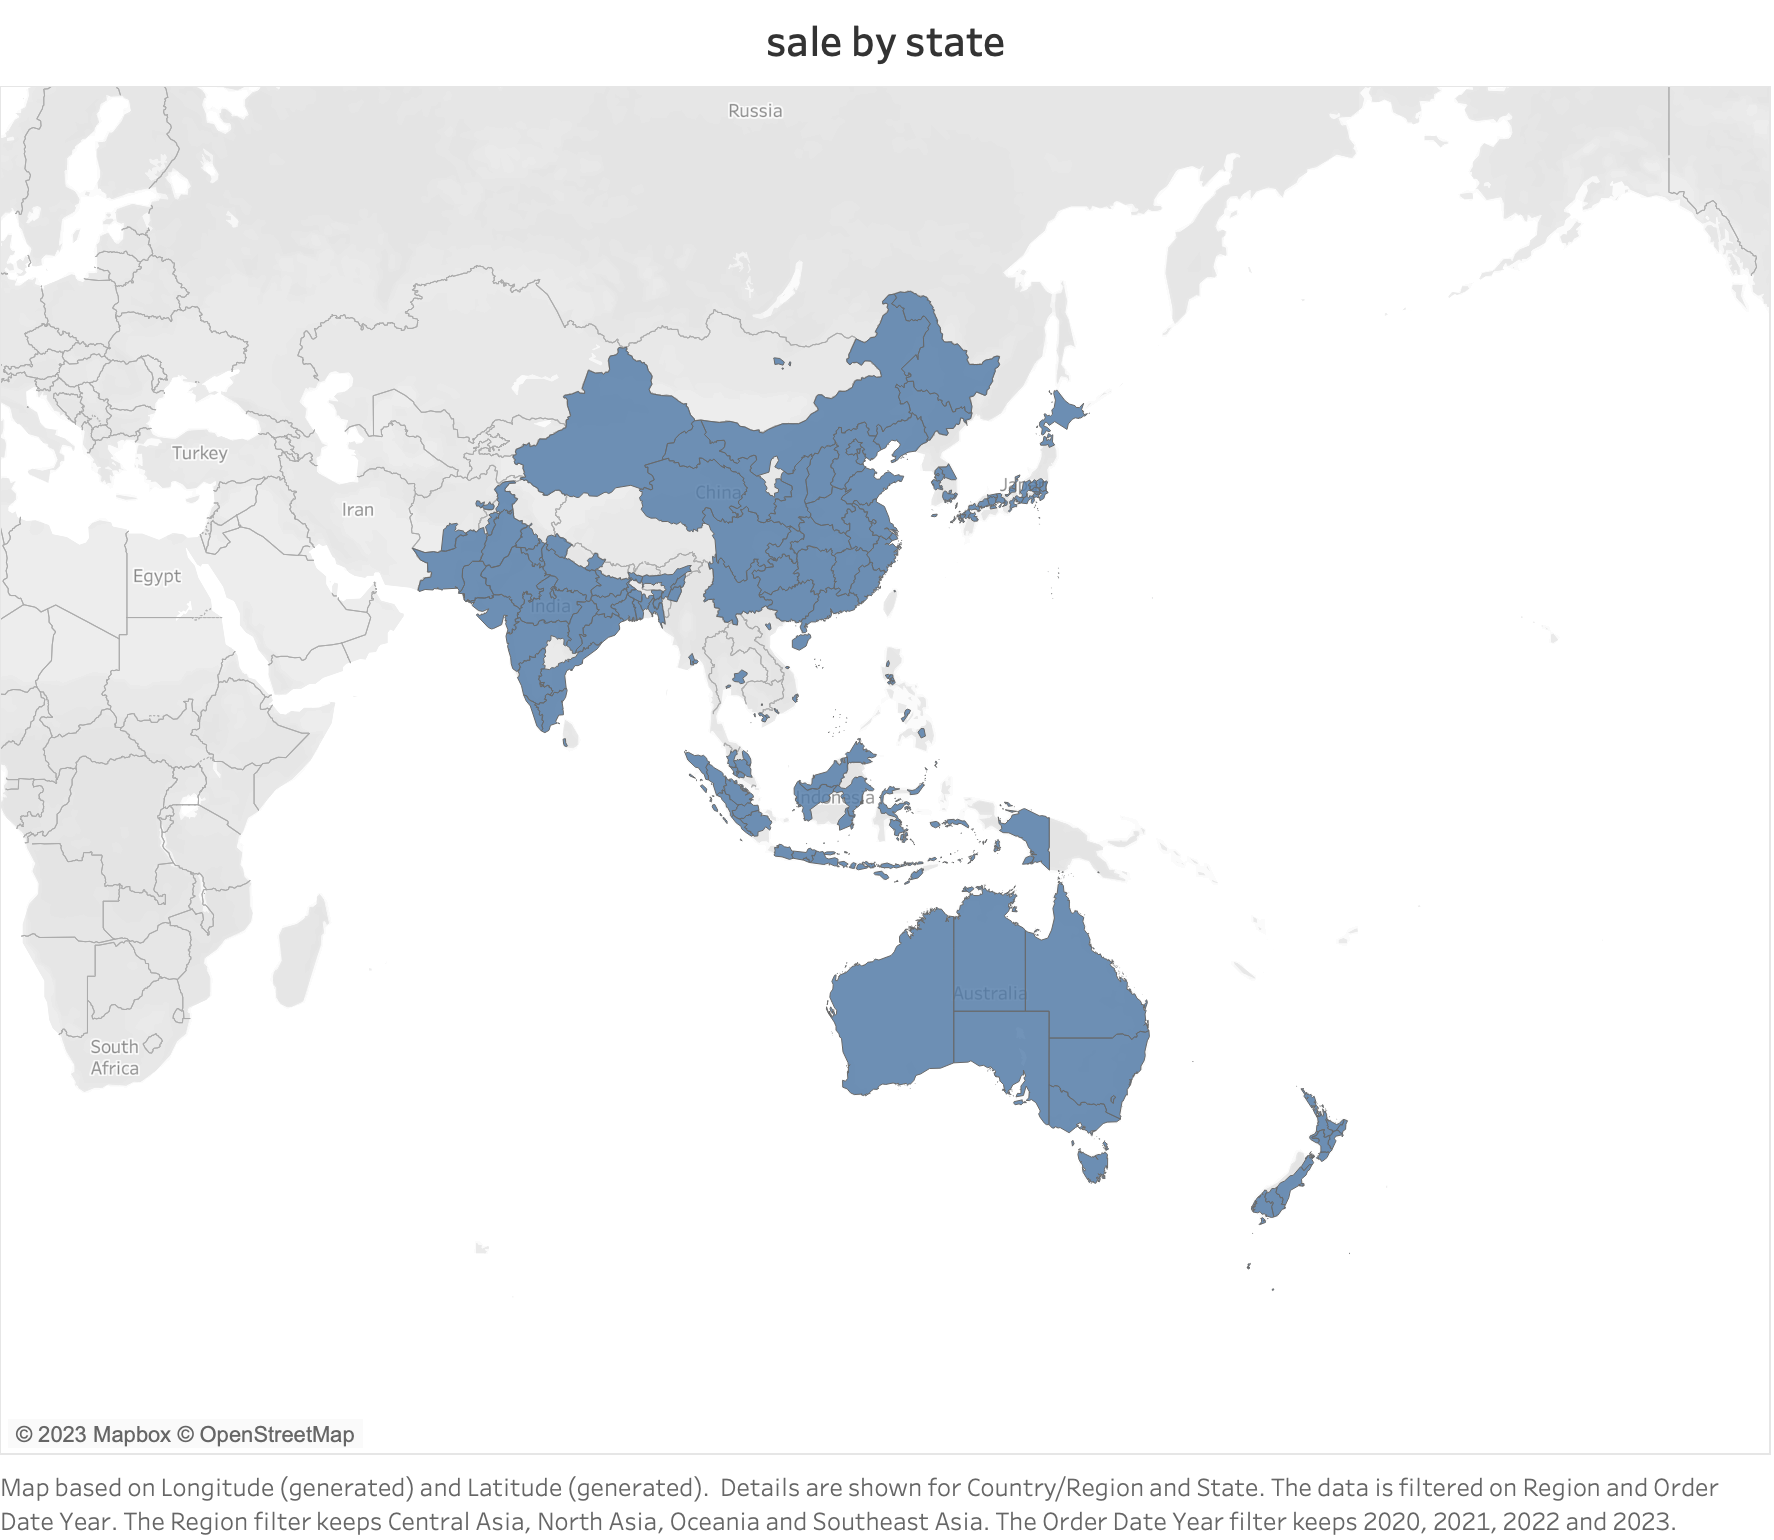 sale by state
Russia
Turkey
China
Japan
Iran
Egypt
India
Indonesia
Australia
South
Africa
© 2023 Mapbox © OpenStreetMap
Map based on Longitude (generated) and Latitude (generated).  Details are shown for Country/Region and State. The data is filtered on Region and Order
Date Year. The Region filter keeps Central Asia, North Asia, Oceania and Southeast Asia. The Order Date Year filter keeps 2020, 2021, 2022 and 2023.